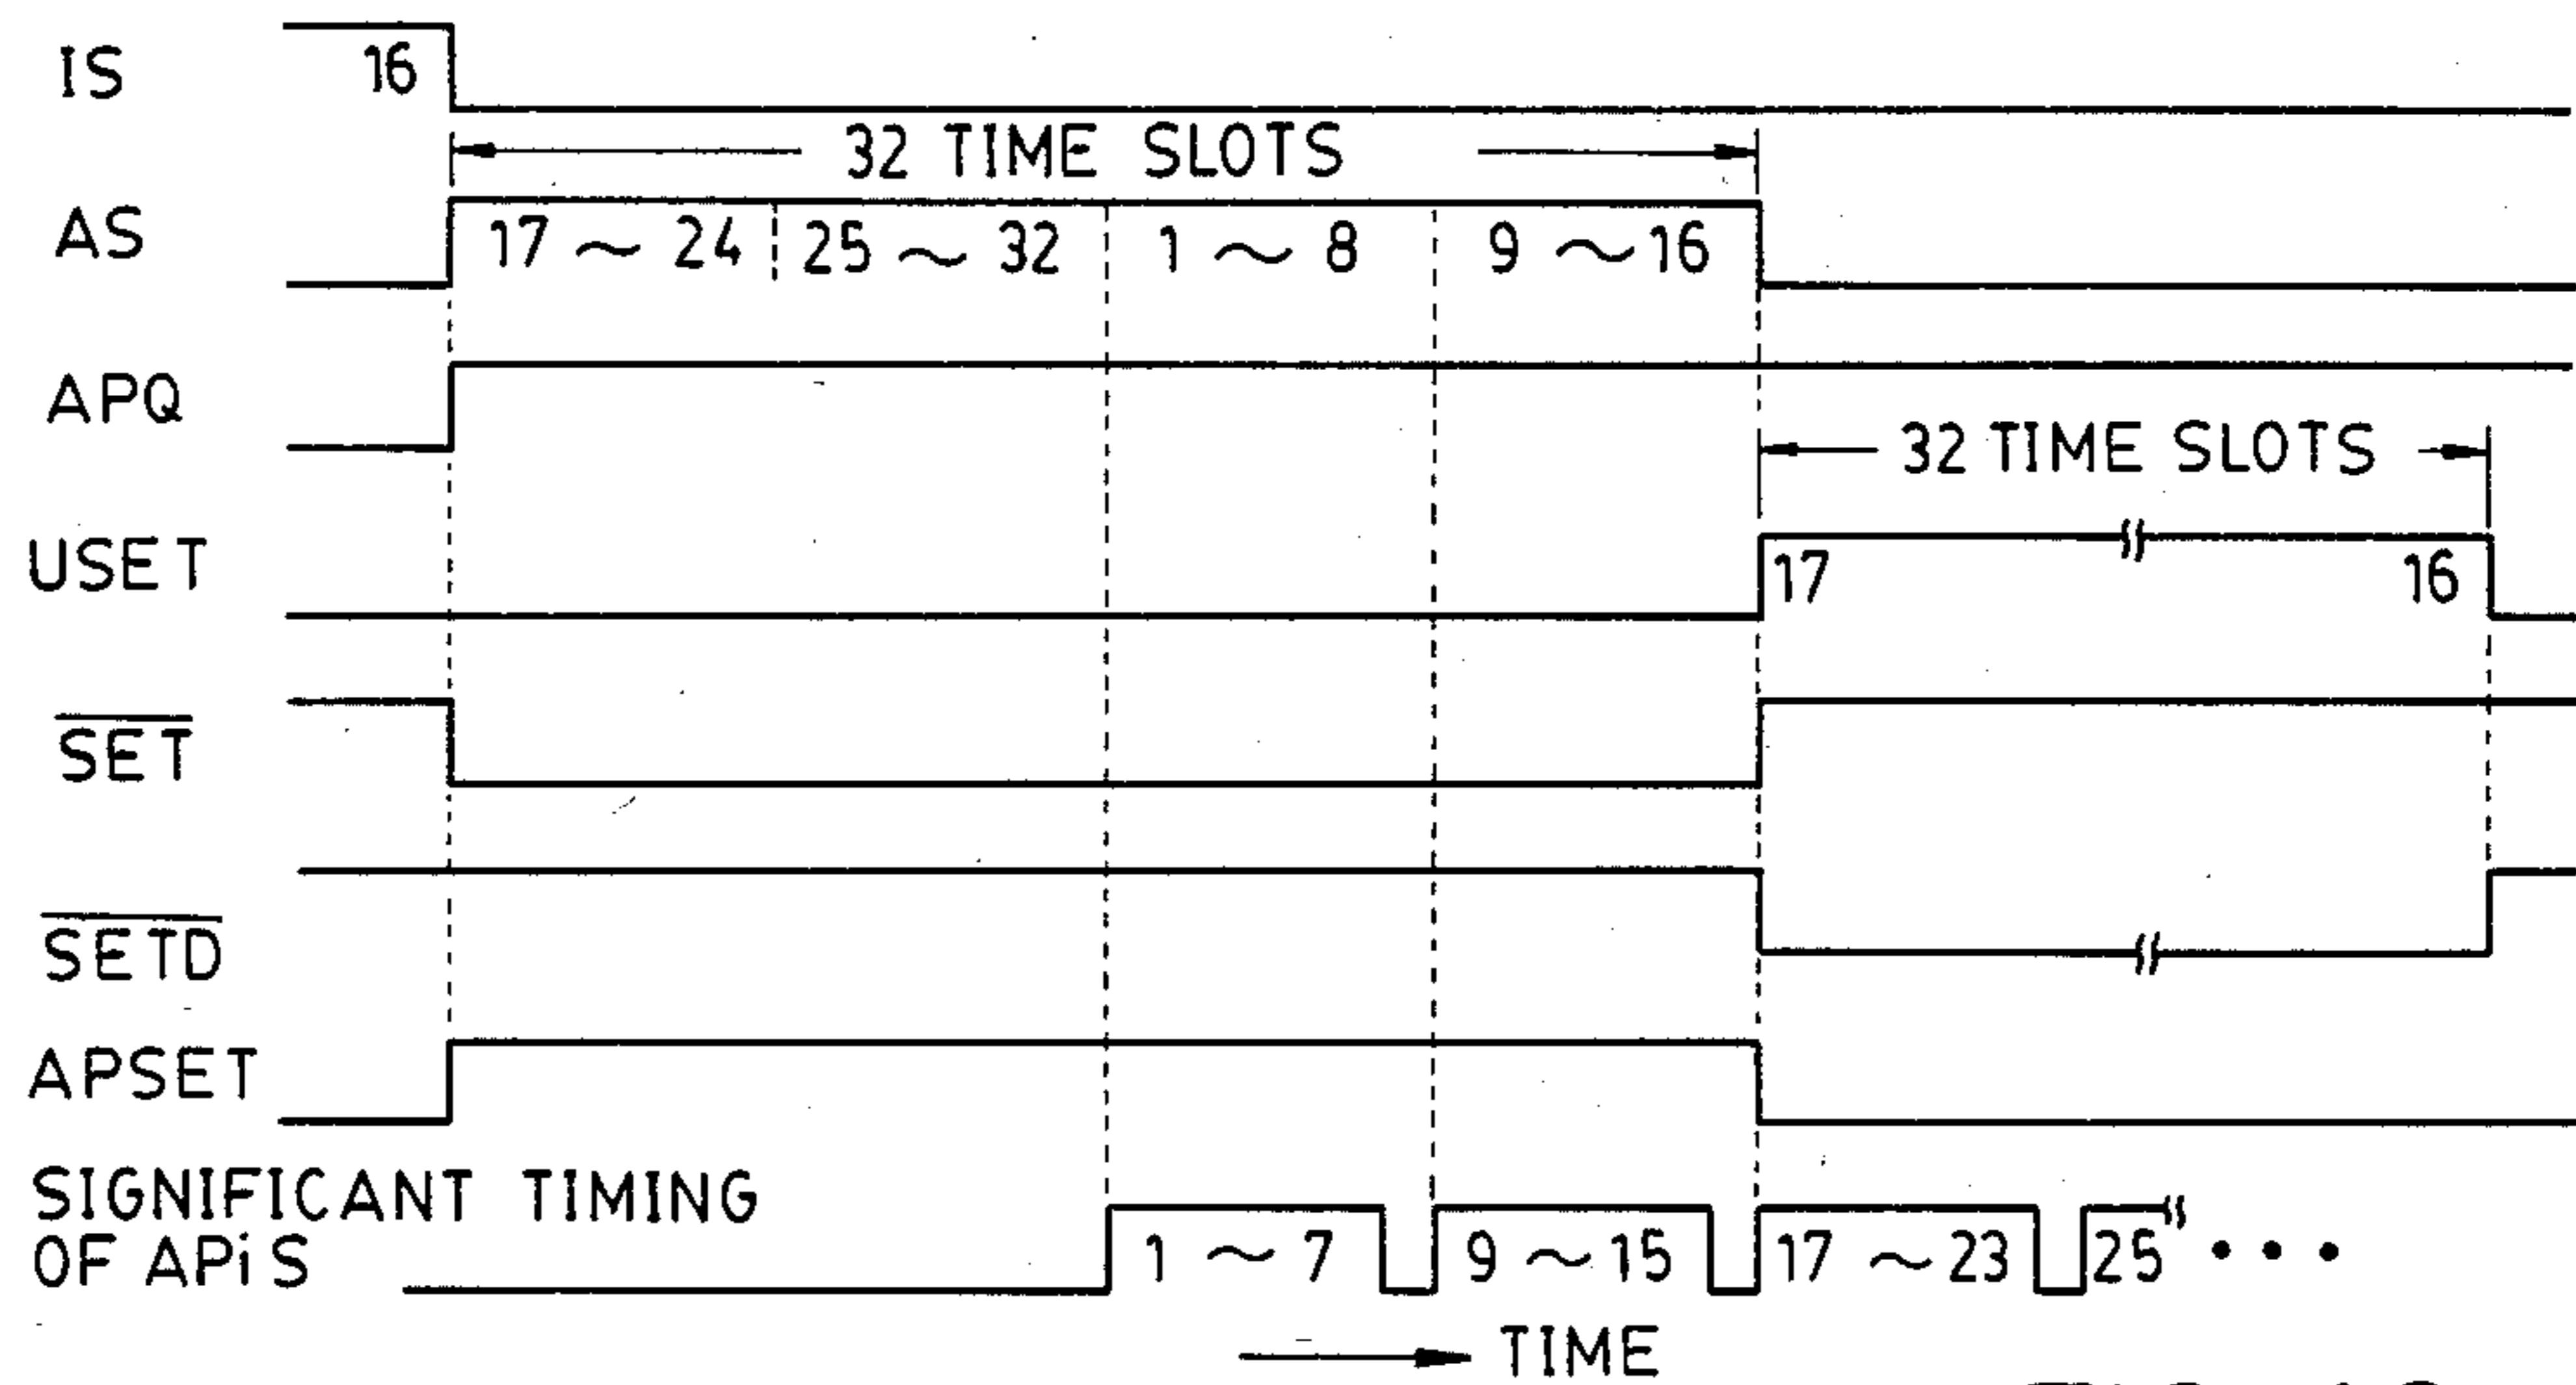 IS 16
32 TIME SLOTS
AS 17 ~ 24 25 ~ 32 1 ~ 8 9 ~ 16
APQ
32 TIME SLOTS
USET 17 16
SET
SETD
APSET
SIGNIFICANT TIMING
OF APiS 1 ~ 7 9 ~ 15 17 ~ 23 25 • • •
TIME